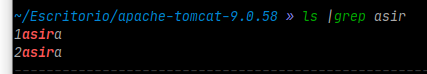 ~/Escritorio/apache-tomcat-9.0.58 » ls |grep asir
1asira
2asira